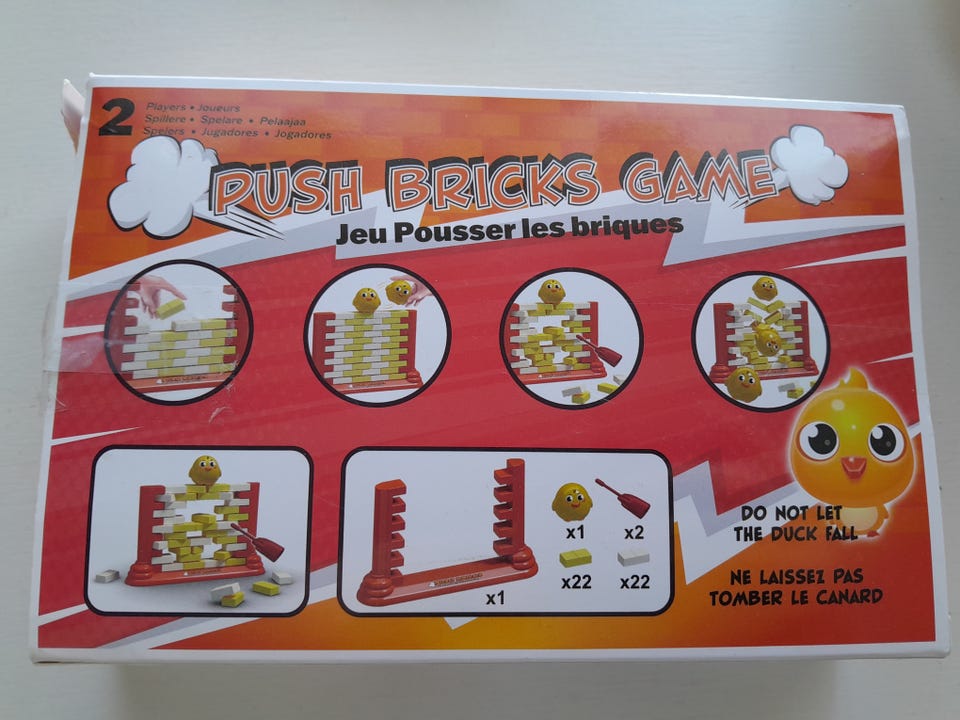 2
Players • Joueurs
Spillere • Spelare • Pelaajaa
Spelers • Jugadores • Jogadores
PUSH BRICKS GAME
Jeu Pousser les briques
x1
x2
x22
x22
x1
DO NOT LET
THE DUCK FALL
NE LAISSEZ PAS
TOMBER LE CANARD